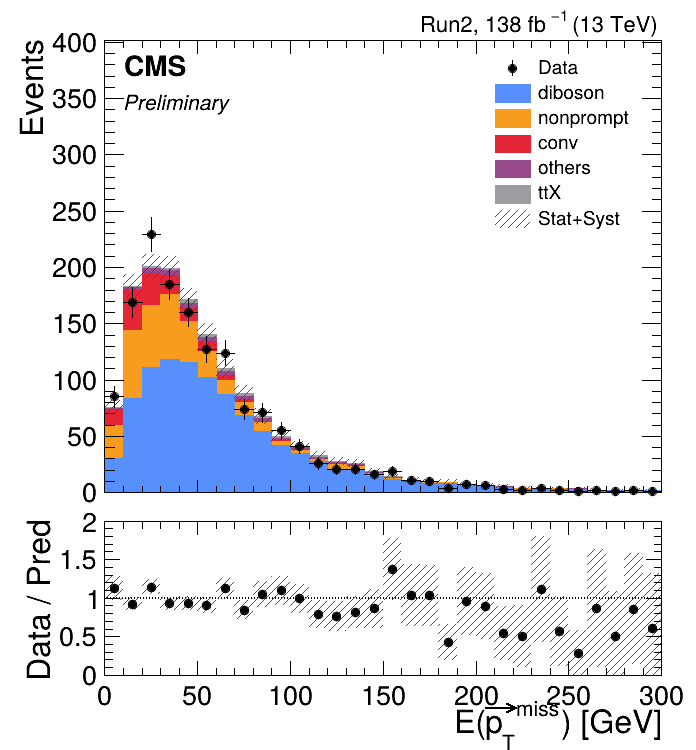 Run2, 138 fb⁻¹ (13 TeV)
CMS
Preliminary
Data
diboson
nonprompt
conv
others
ttX
Stat+Syst
Events
400
350
300
250
200
150
100
50
0
Data / Pred
2
1.5
1
0.5
0
0 50 100 150 200 250 300
E(p⃗_T^miss) [GeV]